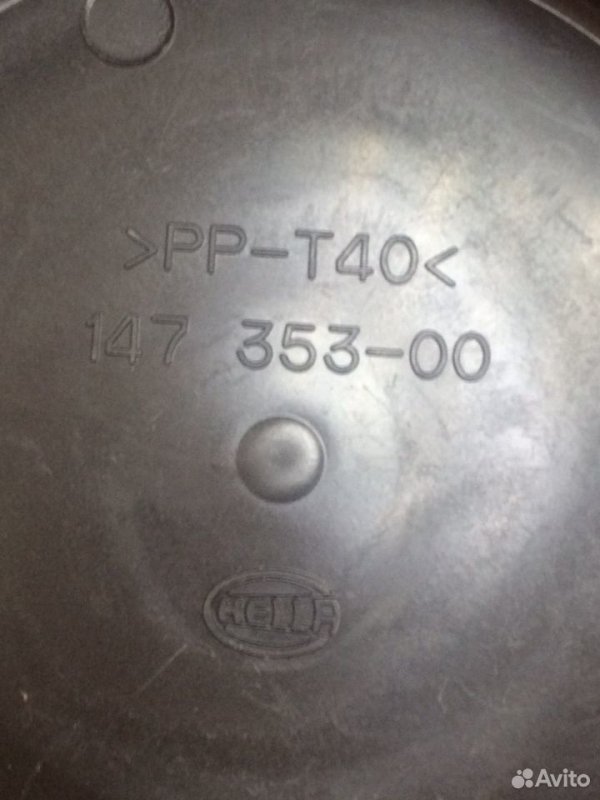 >PP-T40<
147 353-00
HELLA
Avito